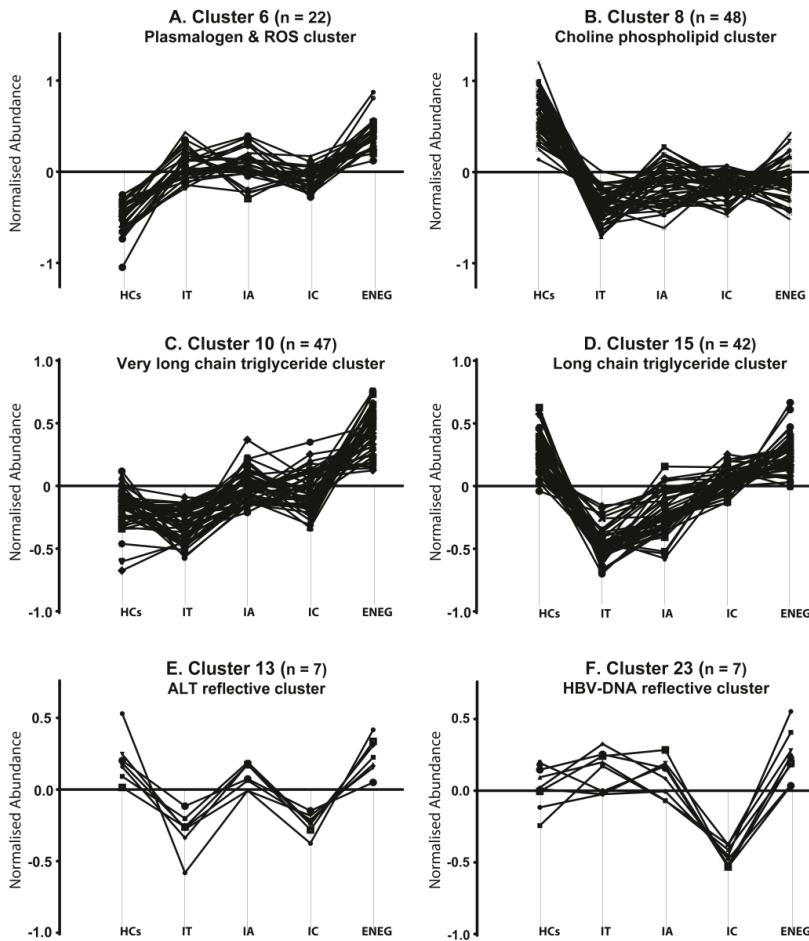 A. Cluster 6 (n = 22)
Plasmalogen & ROS cluster
Normalised Abundance
1
0
-1
HCs IT IA IC ENEG
B. Cluster 8 (n = 48)
Choline phospholipid cluster
Normalised Abundance
1
0
-1
HCs IT IA IC ENEG
C. Cluster 10 (n = 47)
Very long chain triglyceride cluster
Normalised Abundance
1.0
0.5
0
-0.5
-1.0
HCs IT IA IC ENEG
D. Cluster 15 (n = 42)
Long chain triglyceride cluster
Normalised Abundance
1.0
0.5
0
-0.5
-1.0
HCs IT IA IC ENEG
E. Cluster 13 (n = 7)
ALT reflective cluster
Normalised Abundance
0.5
0.0
-0.5
-1.0
HCs IT IA IC ENEG
F. Cluster 23 (n = 7)
HBV-DNA reflective cluster
Normalised Abundance
0.5
0.0
-0.5
-1.0
HCs IT IA IC ENEG